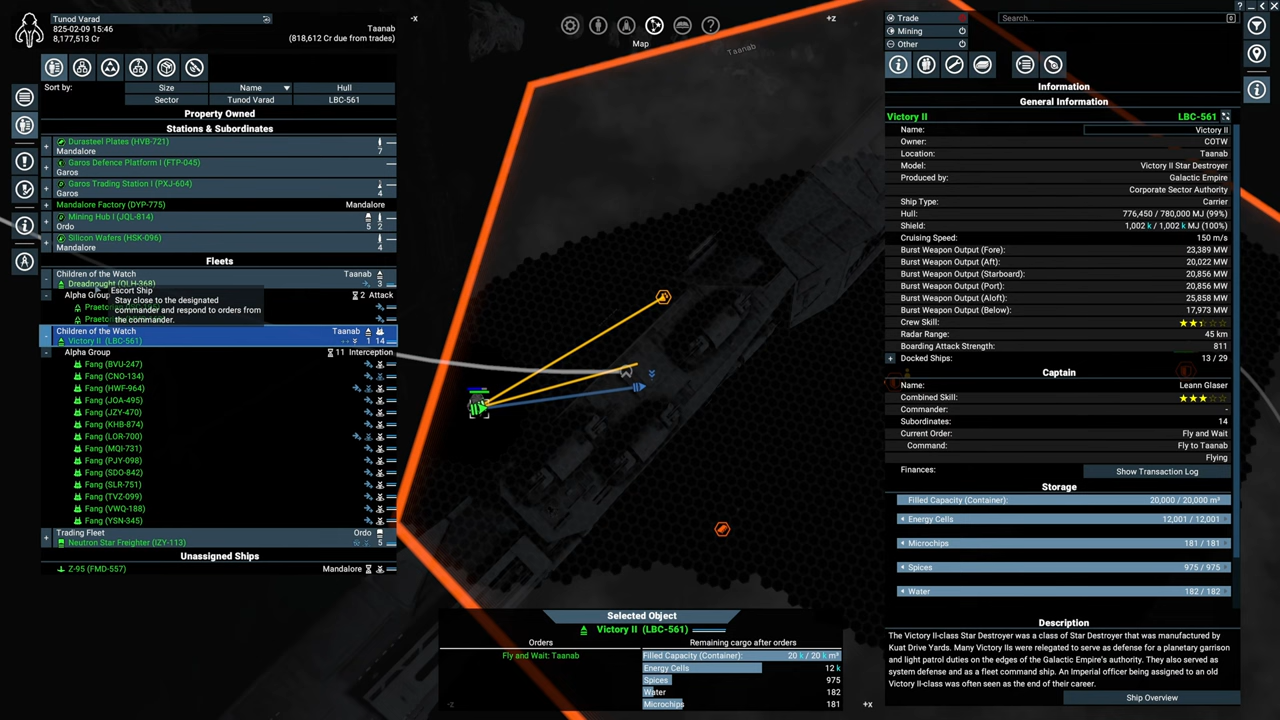 Tunod Varad
825-02-09 15:46
Taanab
8,177,513 Cr
(818,612 Cr due from trades)
Sort by:
Size
Name
Hull
Sector
Tunod Varad
LBC-561
Property Owned
Stations & Subordinates
Durasteel Plates (HVB-721)
Mandalore
7
Garos Defence Platform I (FTP-045)
Garos
Garos Trading Station I (PXJ-604)
Garos
4
Mandalore Factory (DYP-775)
Mandalore
Mining Hub I (JQL-814)
Ordo
5 2
Silicon Wafers (HSK-096)
Mandalore
4
Fleets
Children of the Watch
Taanab
Dreadnought (OLH-368)
3
Alpha Group
2 Attack
Escort Ship
Stay close to the designated
commander and respond to orders from
the commander.
Children of the Watch
Taanab
Victory II (LBC-561)
1 14
Alpha Group
11 Interception
Fang (BVU-247)
Fang (CNO-134)
Fang (HWF-964)
Fang (JOA-495)
Fang (JZY-470)
Fang (KHB-874)
Fang (LOR-700)
Fang (MQI-731)
Fang (PJY-098)
Fang (SDO-842)
Fang (SLR-751)
Fang (TVZ-099)
Fang (VWQ-188)
Fang (YSN-345)
Trading Fleet
Ordo
Neutron Star Freighter (IZY-113)
5
Unassigned Ships
Z-95 (FMD-557)
Mandalore
-x
+z
Map
Taanab
Selected Object
Victory II (LBC-561)
Orders
Remaining cargo after orders
Fly and Wait: Taanab
Filled Capacity (Container):
20 k / 20 k m³
Energy Cells
12 k
Spices
975
Water
182
Microchips
181
-z
+x
Trade
Mining
Other
Search...
Information
General Information
Victory II
LBC-561
Name:
Victory II
Owner:
COTW
Location:
Taanab
Model:
Victory II Star Destroyer
Produced by:
Galactic Empire
Corporate Sector Authority
Ship Type:
Carrier
Hull:
776,450 / 780,000 MJ (99%)
Shield:
1,002 k / 1,002 k MJ (100%)
Cruising Speed:
150 m/s
Burst Weapon Output (Fore):
23,389 MW
Burst Weapon Output (Aft):
20,022 MW
Burst Weapon Output (Starboard):
20,856 MW
Burst Weapon Output (Port):
20,856 MW
Burst Weapon Output (Aloft):
25,858 MW
Burst Weapon Output (Below):
17,973 MW
Crew Skill:
Radar Range:
45 km
Boarding Attack Strength:
811
Docked Ships:
13 / 29
Captain
Name:
Leann Glaser
Combined Skill:
Commander:
-
Subordinates:
14
Current Order:
Fly and Wait
Command:
Fly to Taanab
Flying
Finances:
Show Transaction Log
Storage
Filled Capacity (Container):
20,000 / 20,000 m³
Energy Cells
12,001 / 12,001
Microchips
181 / 181
Spices
975 / 975
Water
182 / 182
Description
The Victory II-class Star Destroyer was a class of Star Destroyer that was manufactured by
Kuat Drive Yards. Many Victory IIs were relegated to serve as defense for a planetary garrison
and light patrol duties on the edges of the Galactic Empire's authority. They also served as
system defense and as a fleet command ship. An Imperial officer being assigned to an old
Victory II-class was often seen as the end of their career.
Ship Overview